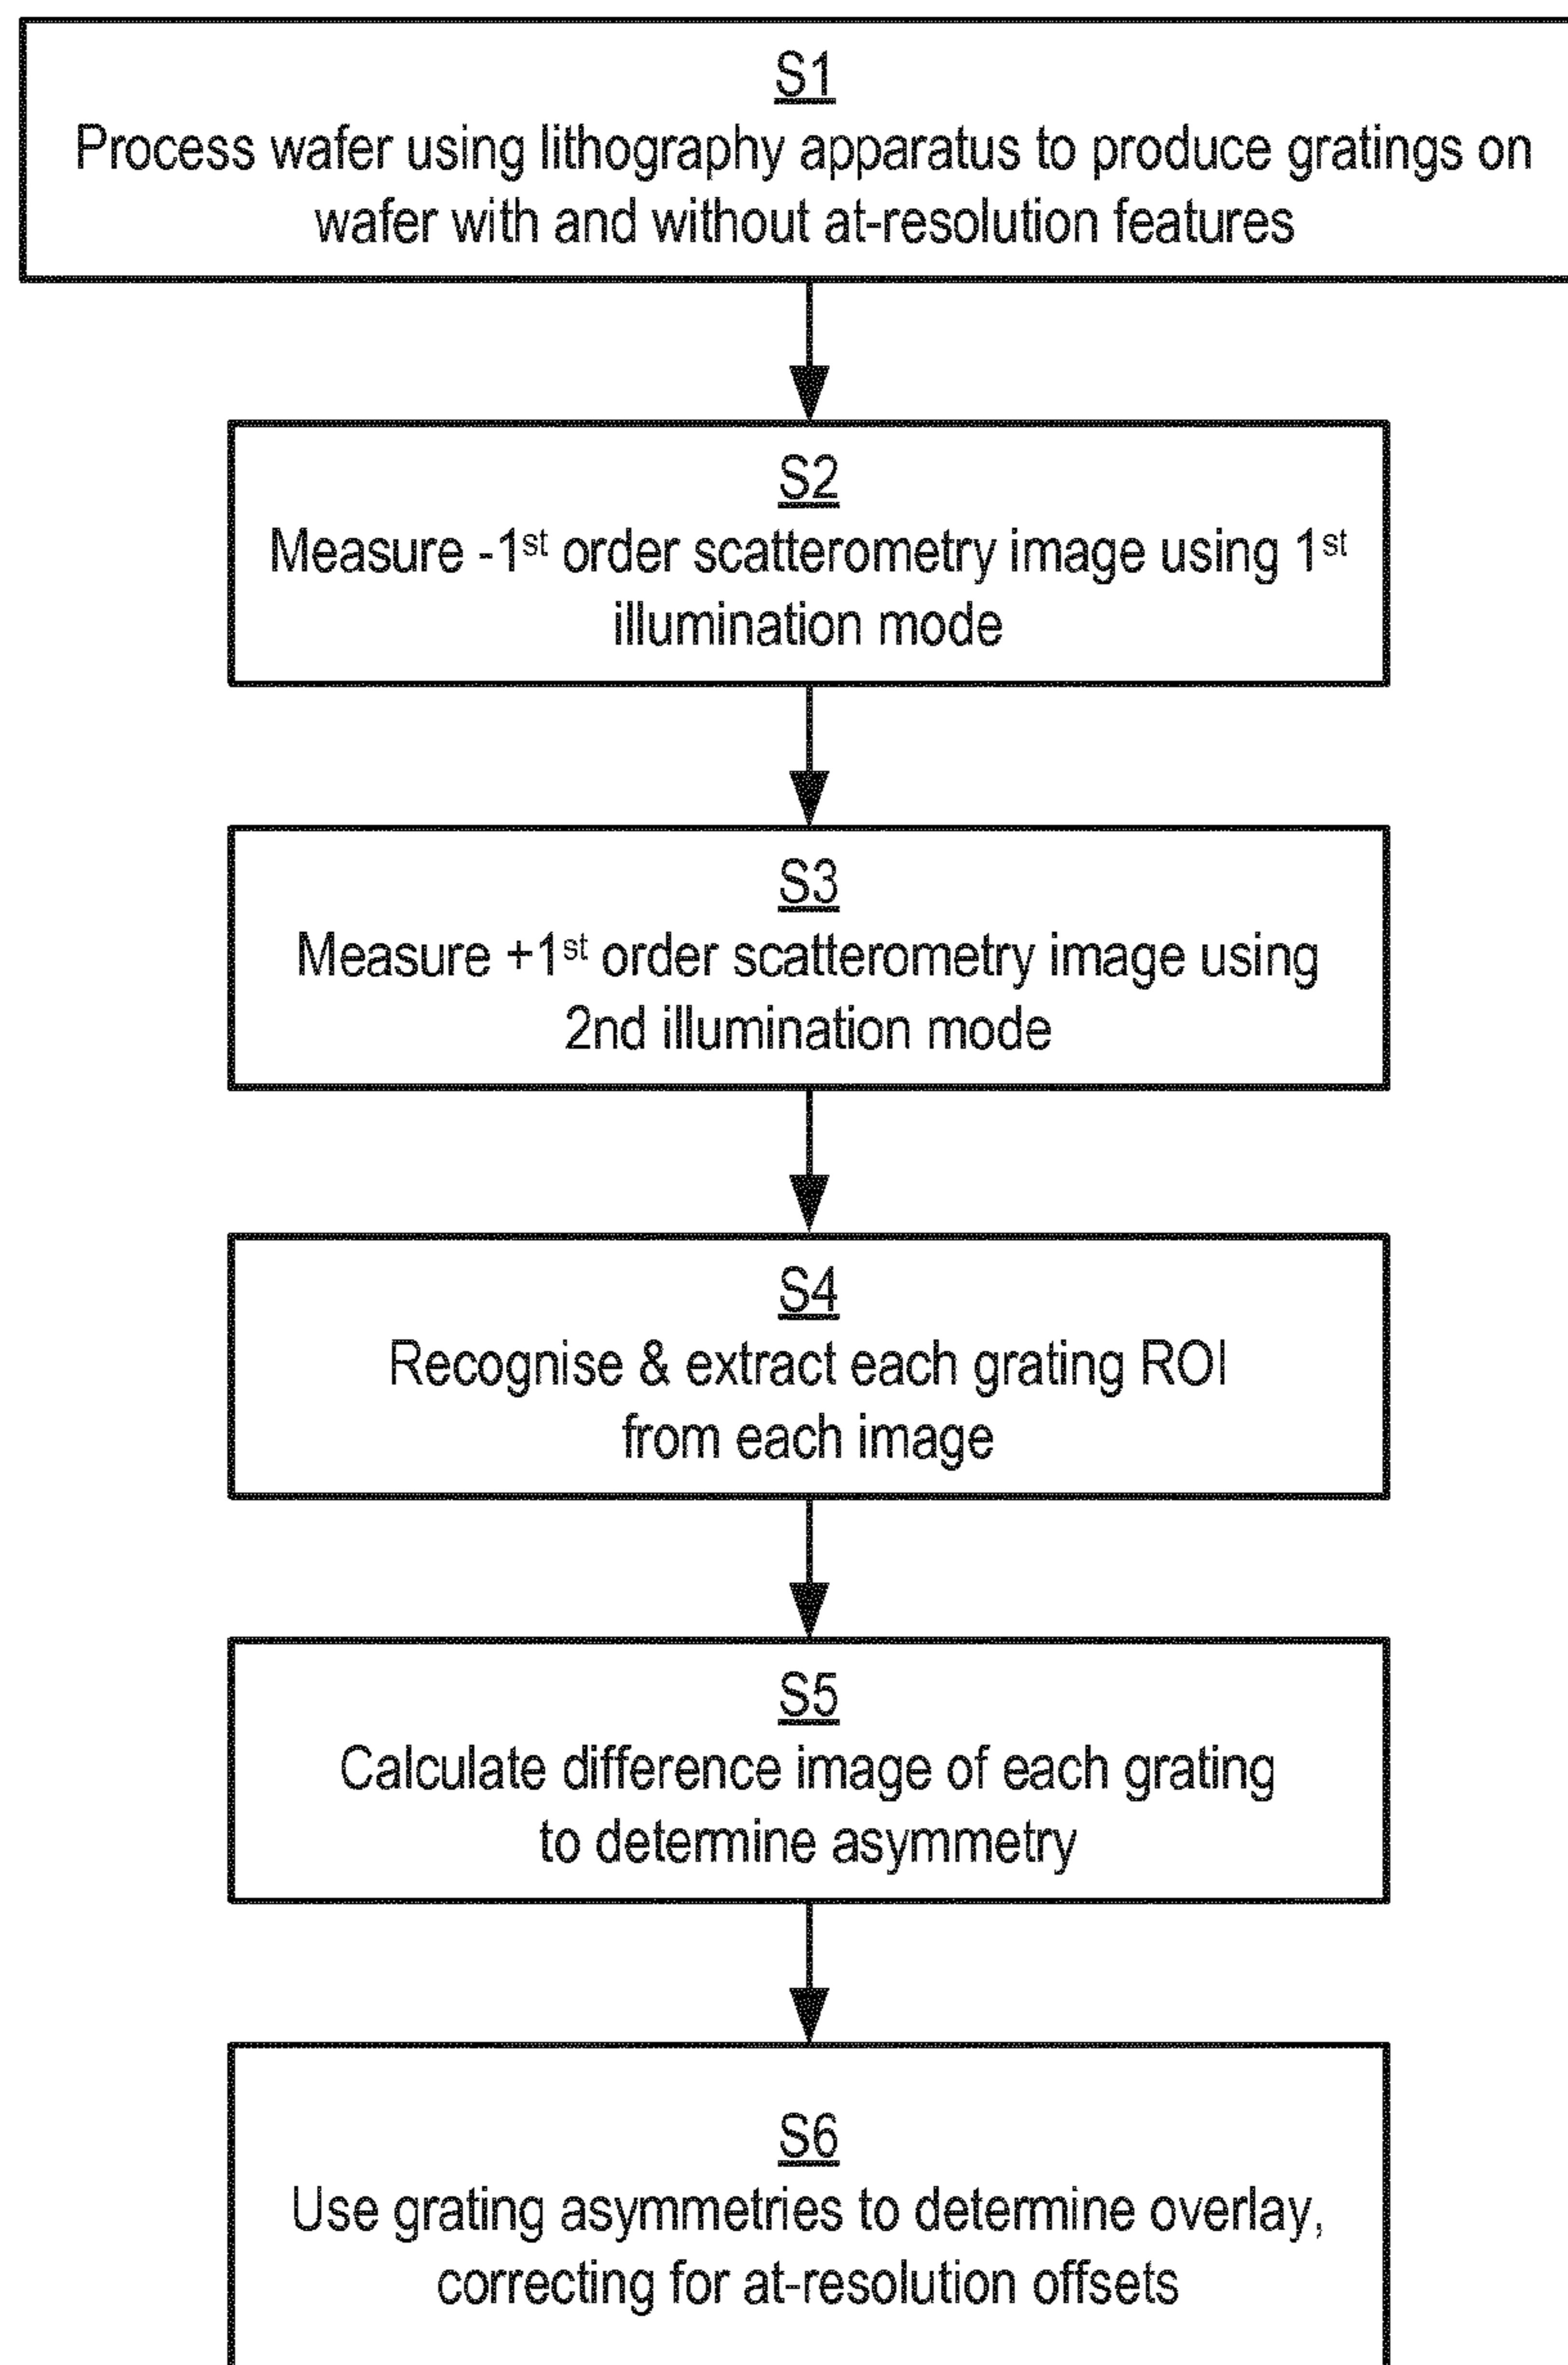 S1
Process wafer using lithography apparatus to produce gratings on
wafer with and without at-resolution features
S2
Measure -1st order scatterometry image using 1st
illumination mode
S3
Measure +1st order scatterometry image using
2nd illumination mode
S4
Recognise & extract each grating ROI
from each image
S5
Calculate difference image of each grating
to determine asymmetry
S6
Use grating asymmetries to determine overlay,
correcting for at-resolution offsets